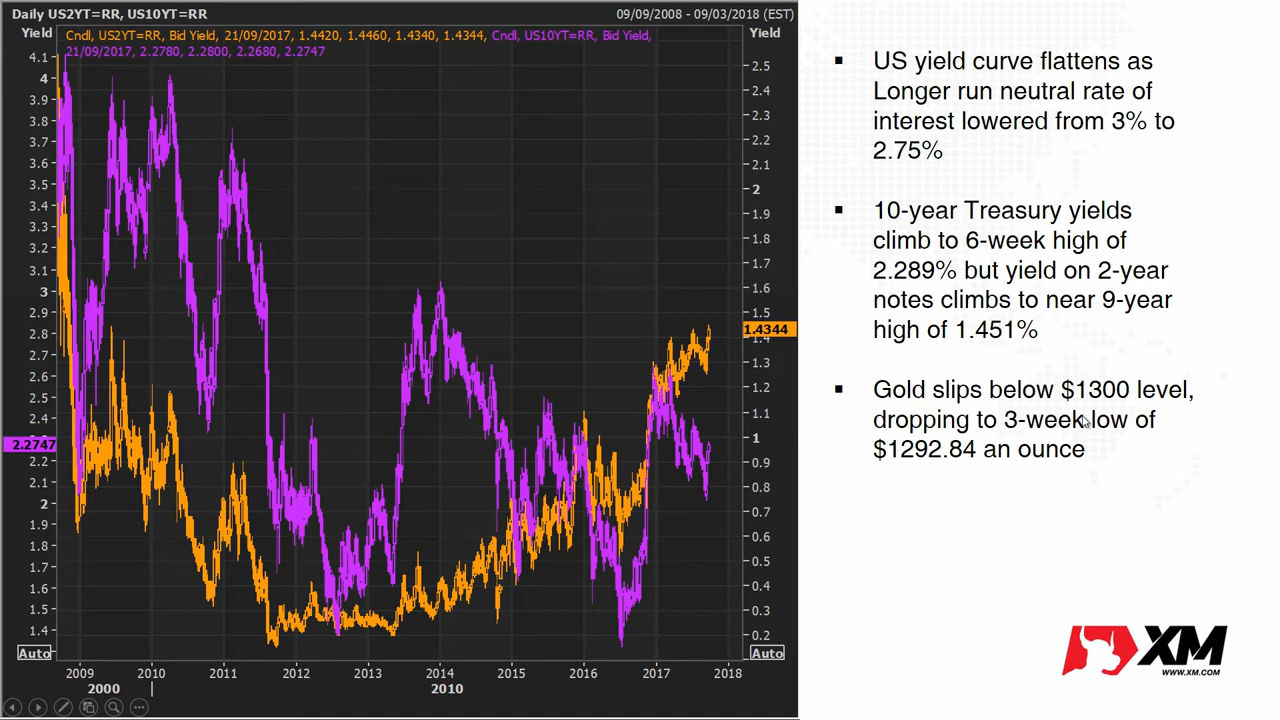 Daily US2YT=RR, US10YT=RR
09/09/2008 - 09/03/2018 (EST)
Yield
Cndl, US2YT=RR, Bid Yield, 21/09/2017, 1.4420, 1.4460, 1.4340, 1.4344, Cndl, US10YT=RR, Bid Yield,
21/09/2017, 2.2780, 2.2800, 2.2680, 2.2747
Yield
4.1
4
3.9
3.8
3.7
3.6
3.5
3.4
3.3
3.2
3.1
3
2.9
2.8
2.7
2.6
2.5
2.4
2.2747
2.2
2.1
2
1.9
1.8
1.7
1.6
1.5
1.4
Auto
2.5
2.4
2.3
2.2
2.1
2
1.9
1.8
1.7
1.6
1.5
1.4344
1.3
1.2
1.1
1
0.9
0.8
0.7
0.6
0.5
0.4
0.3
0.2
Auto
2009 2010 2011 2012 2013 2014 2015 2016 2017 2018
2000 2010
US yield curve flattens as
Longer run neutral rate of
interest lowered from 3% to
2.75%
10-year Treasury yields
climb to 6-week high of
2.289% but yield on 2-year
notes climbs to near 9-year
high of 1.451%
Gold slips below $1300 level,
dropping to 3-week low of
$1292.84 an ounce
XM
WWW.XM.COM